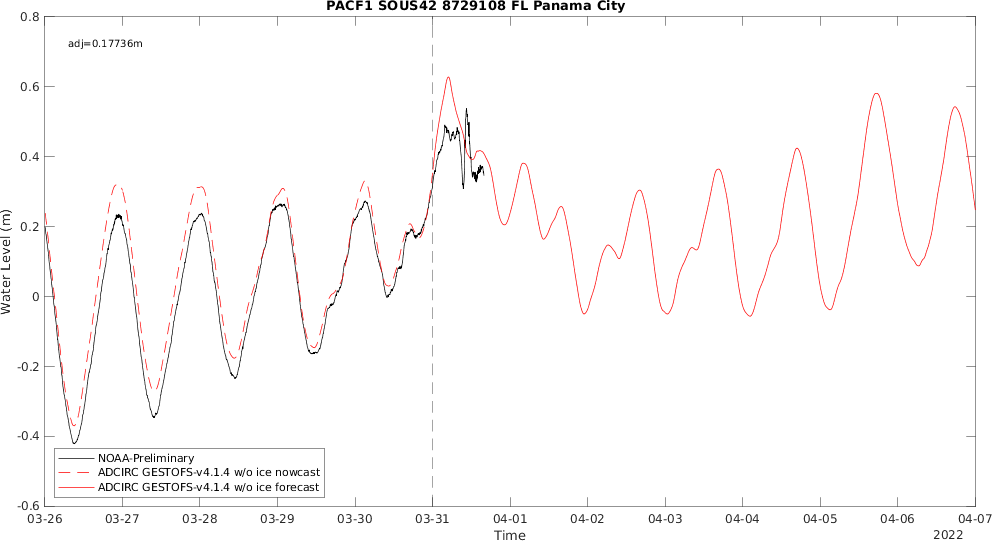 PACF1 SOUS42 8729108 FL Panama City
adj=0.17736m
Water Level (m)
0.8
0.6
0.4
0.2
0
-0.2
-0.4
-0.6
NOAA-Preliminary
ADCIRC GESTOFS-v4.1.4 w/o ice nowcast
ADCIRC GESTOFS-v4.1.4 w/o ice forecast
03-26 03-27 03-28 03-29 03-30 03-31 04-01 04-02 04-03 04-04 04-05 04-06 04-07
Time
2022